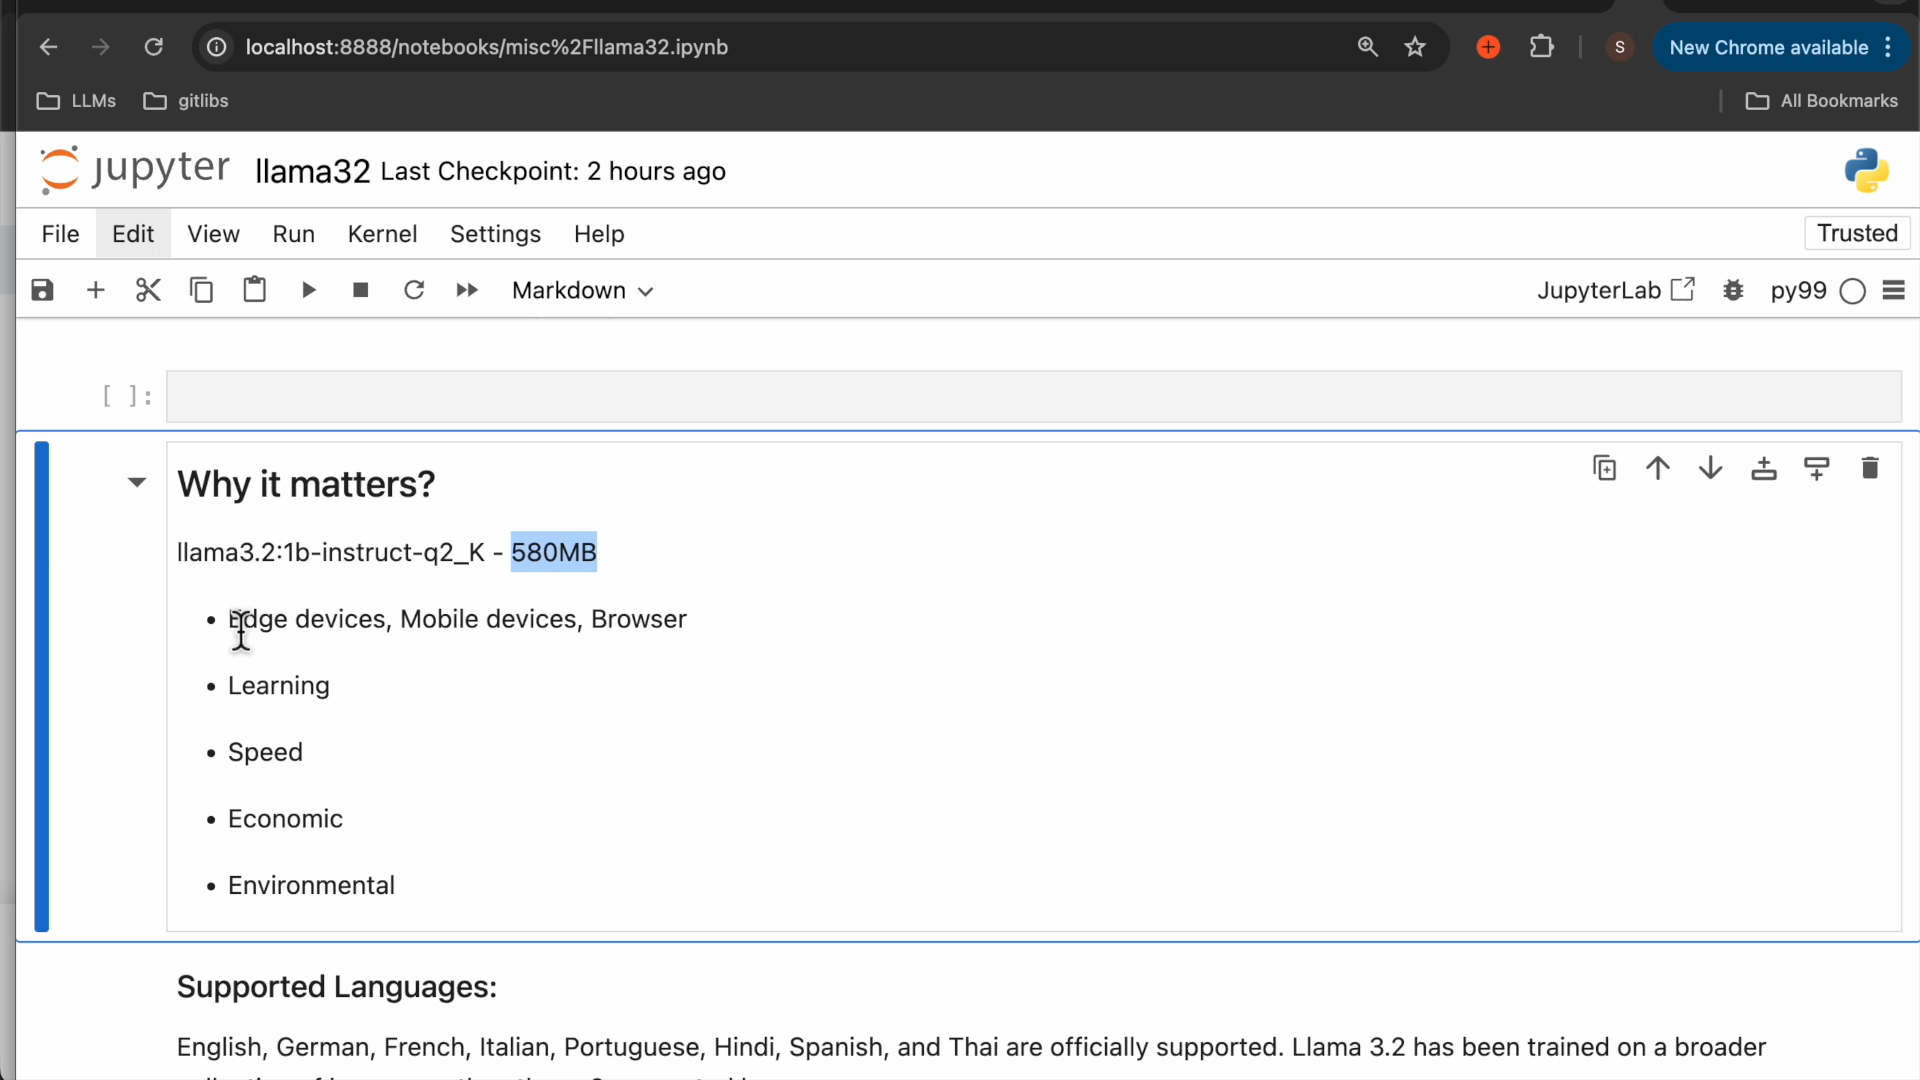 localhost:8888/notebooks/misc%2Fllama32.ipynb
S
New Chrome available
LLMs
gitlibs
All Bookmarks
jupyter
llama32 Last Checkpoint: 2 hours ago
File Edit View Run Kernel Settings Help
Trusted
Markdown
JupyterLab
py99
[ ]:
Why it matters?
llama3.2:1b-instruct-q2_K - 580MB
• Edge devices, Mobile devices, Browser
• Learning
• Speed
• Economic
• Environmental
Supported Languages:
English, German, French, Italian, Portuguese, Hindi, Spanish, and Thai are officially supported. Llama 3.2 has been trained on a broader